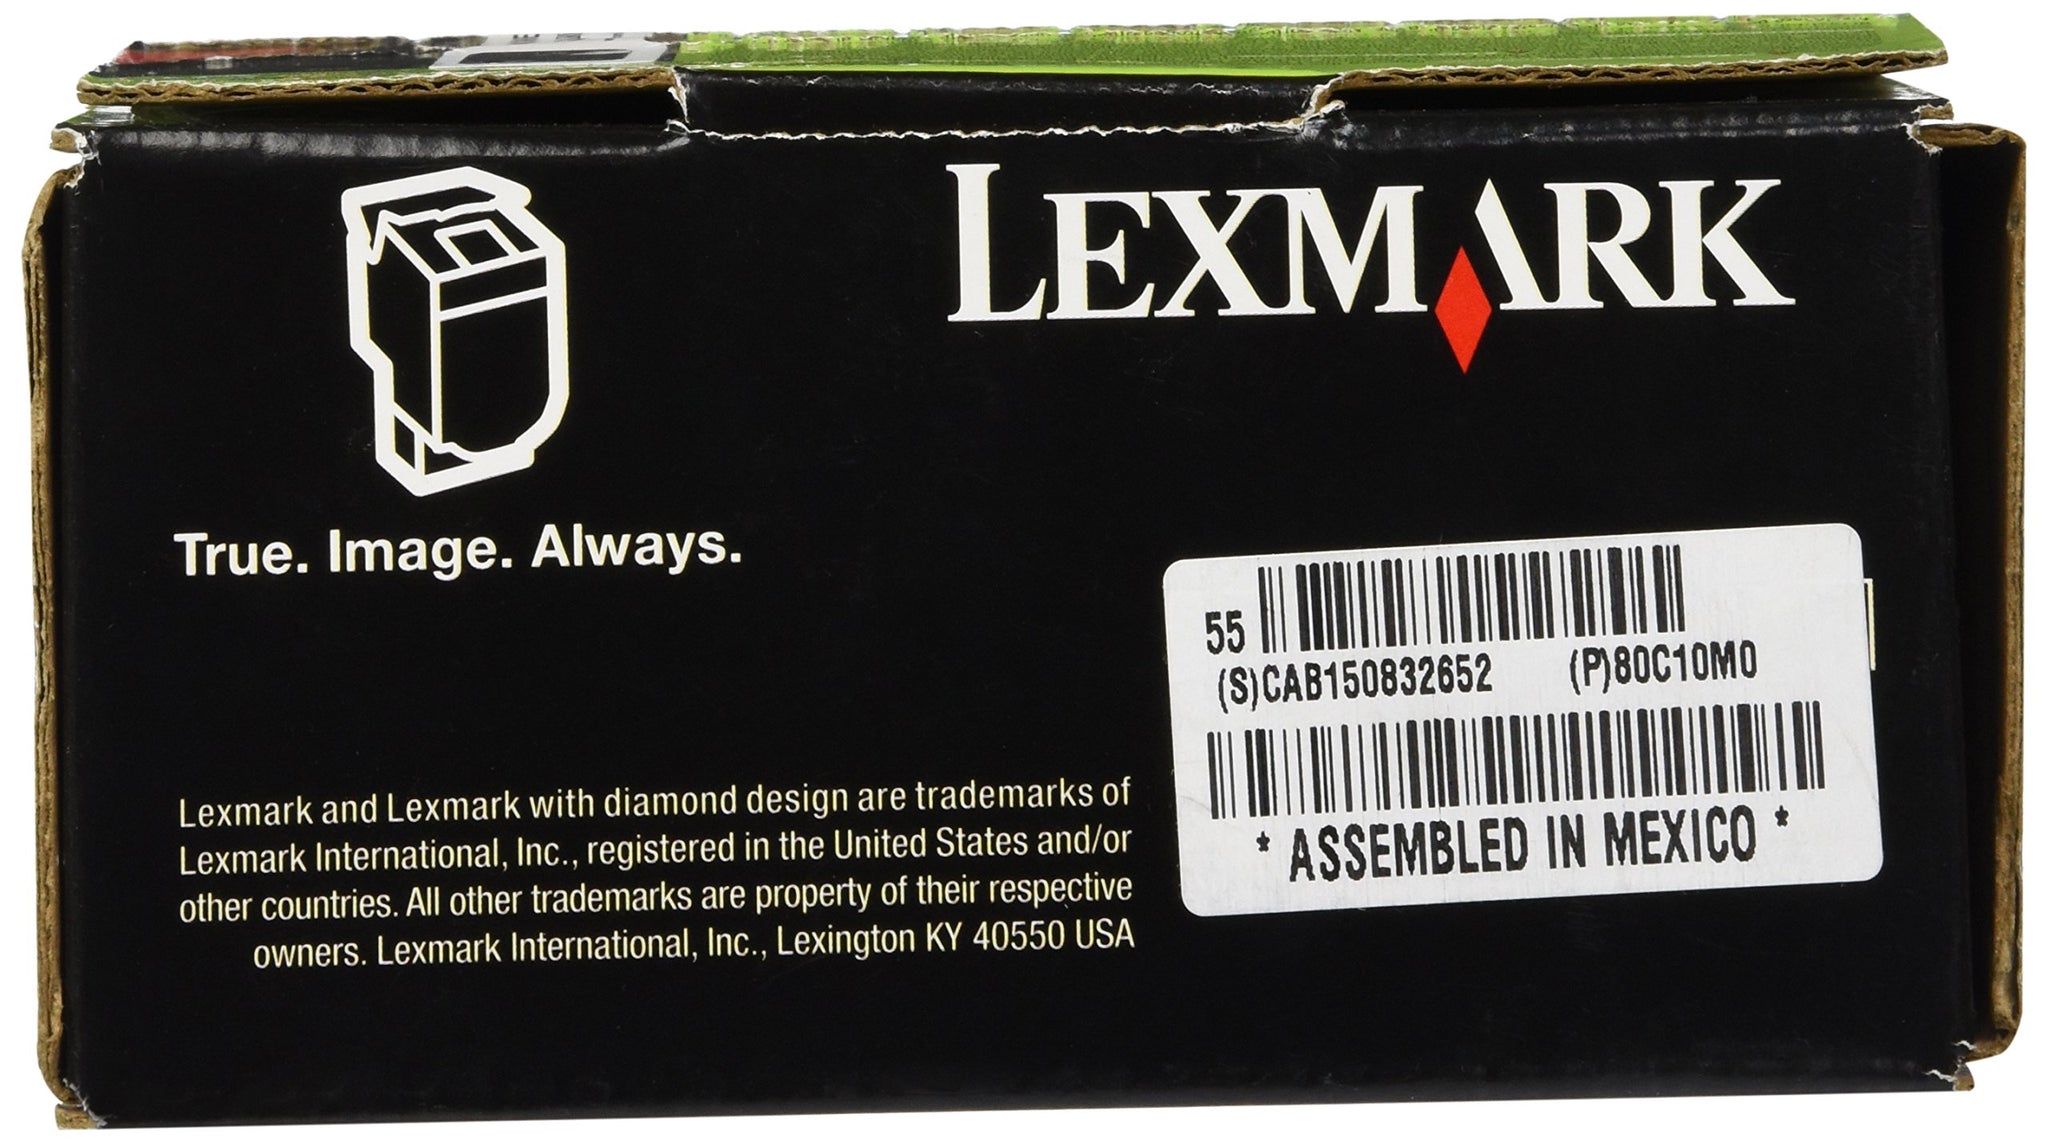 LEXMARK
True. Image. Always.
55
(S)CAB150832652 (P)80C10M0
* ASSEMBLED IN MEXICO *
Lexmark and Lexmark with diamond design are trademarks of
Lexmark International, Inc., registered in the United States and/or
other countries. All other trademarks are property of their respective
owners. Lexmark International, Inc., Lexington KY 40550 USA